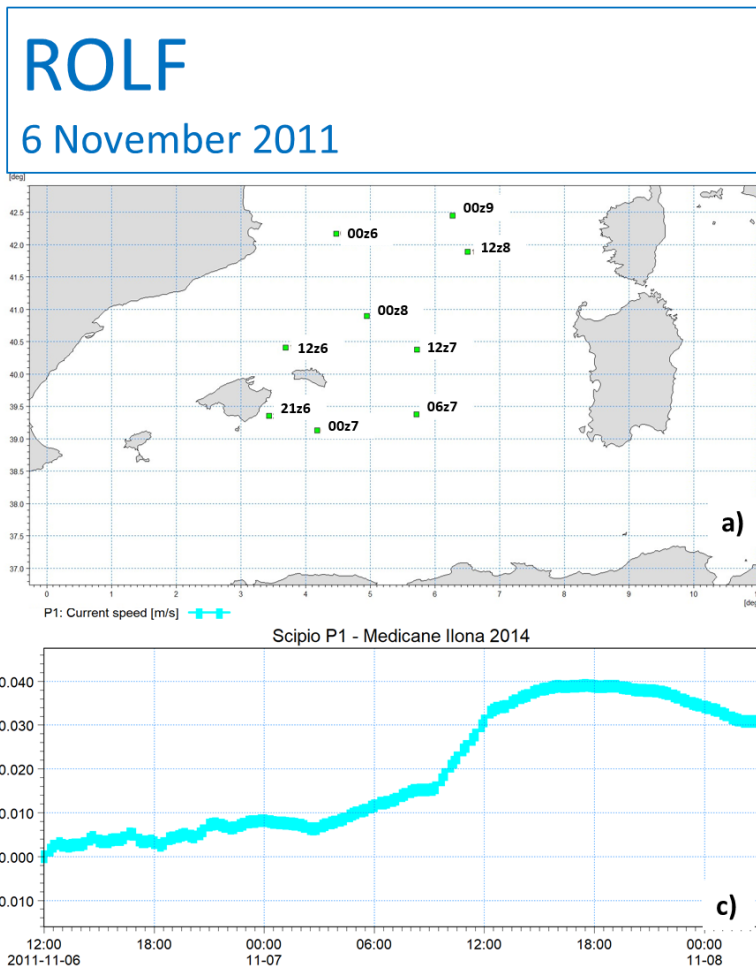 ROLF
6 November 2011
[deg]
42.5
42.0
41.5
41.0
40.5
40.0
39.5
39.0
38.5
38.0
37.5
37.0
00z9
00z6
12z8
00z8
12z6
12z7
21z6
00z7
06z7
a)
0 1 2 3 4 5 6 7 8 9 10
[deg
P1: Current speed [m/s]
Scipio P1 - Medicane Ilona 2014
0.040
0.030
0.020
0.010
0.000
0.010
c)
12:00 18:00 00:00 06:00 12:00 18:00 00:00
2011-11-06 11-07 11-08